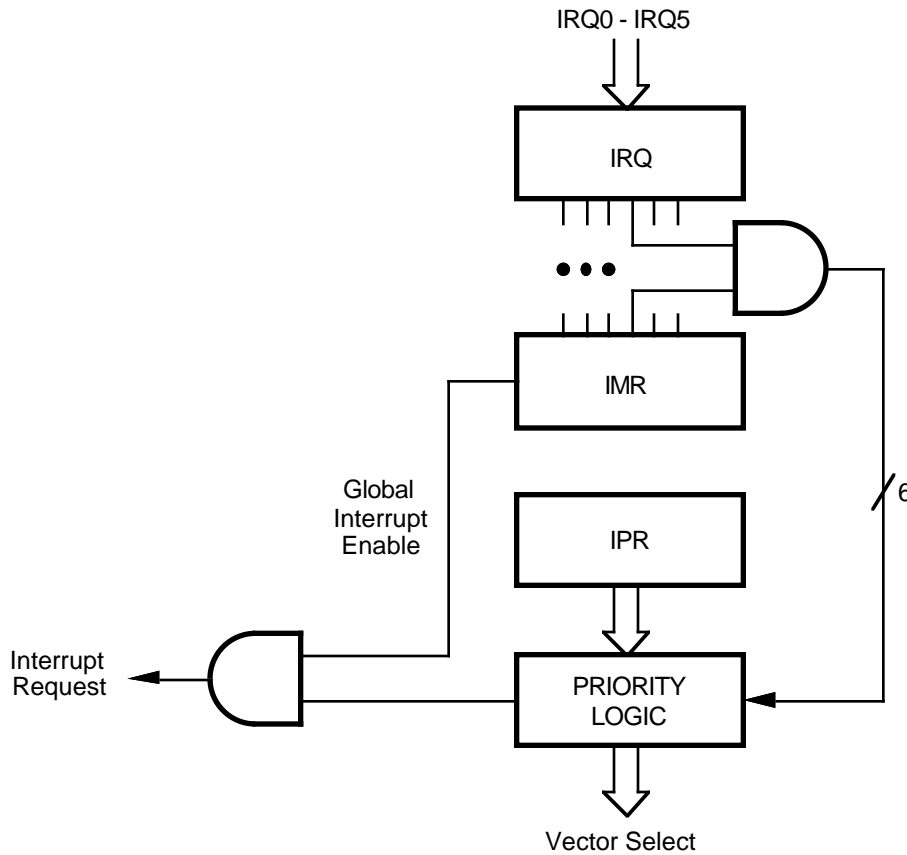 IRQ0 - IRQ5
IRQ
IMR
Global
Interrupt
Enable
6
IPR
Interrupt
Request
PRIORITY
LOGIC
Vector Select